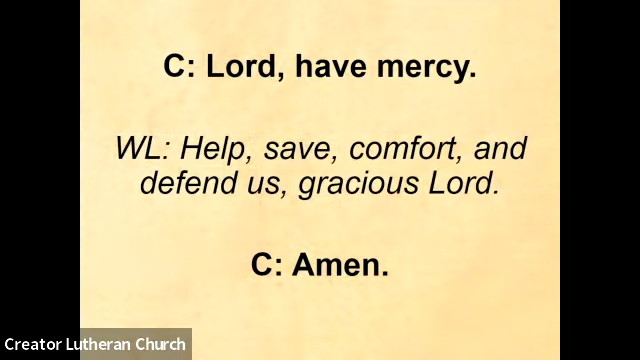 C: Lord, have mercy.
WL: Help, save, comfort, and
defend us, gracious Lord.
C: Amen.
Creator Lutheran Church